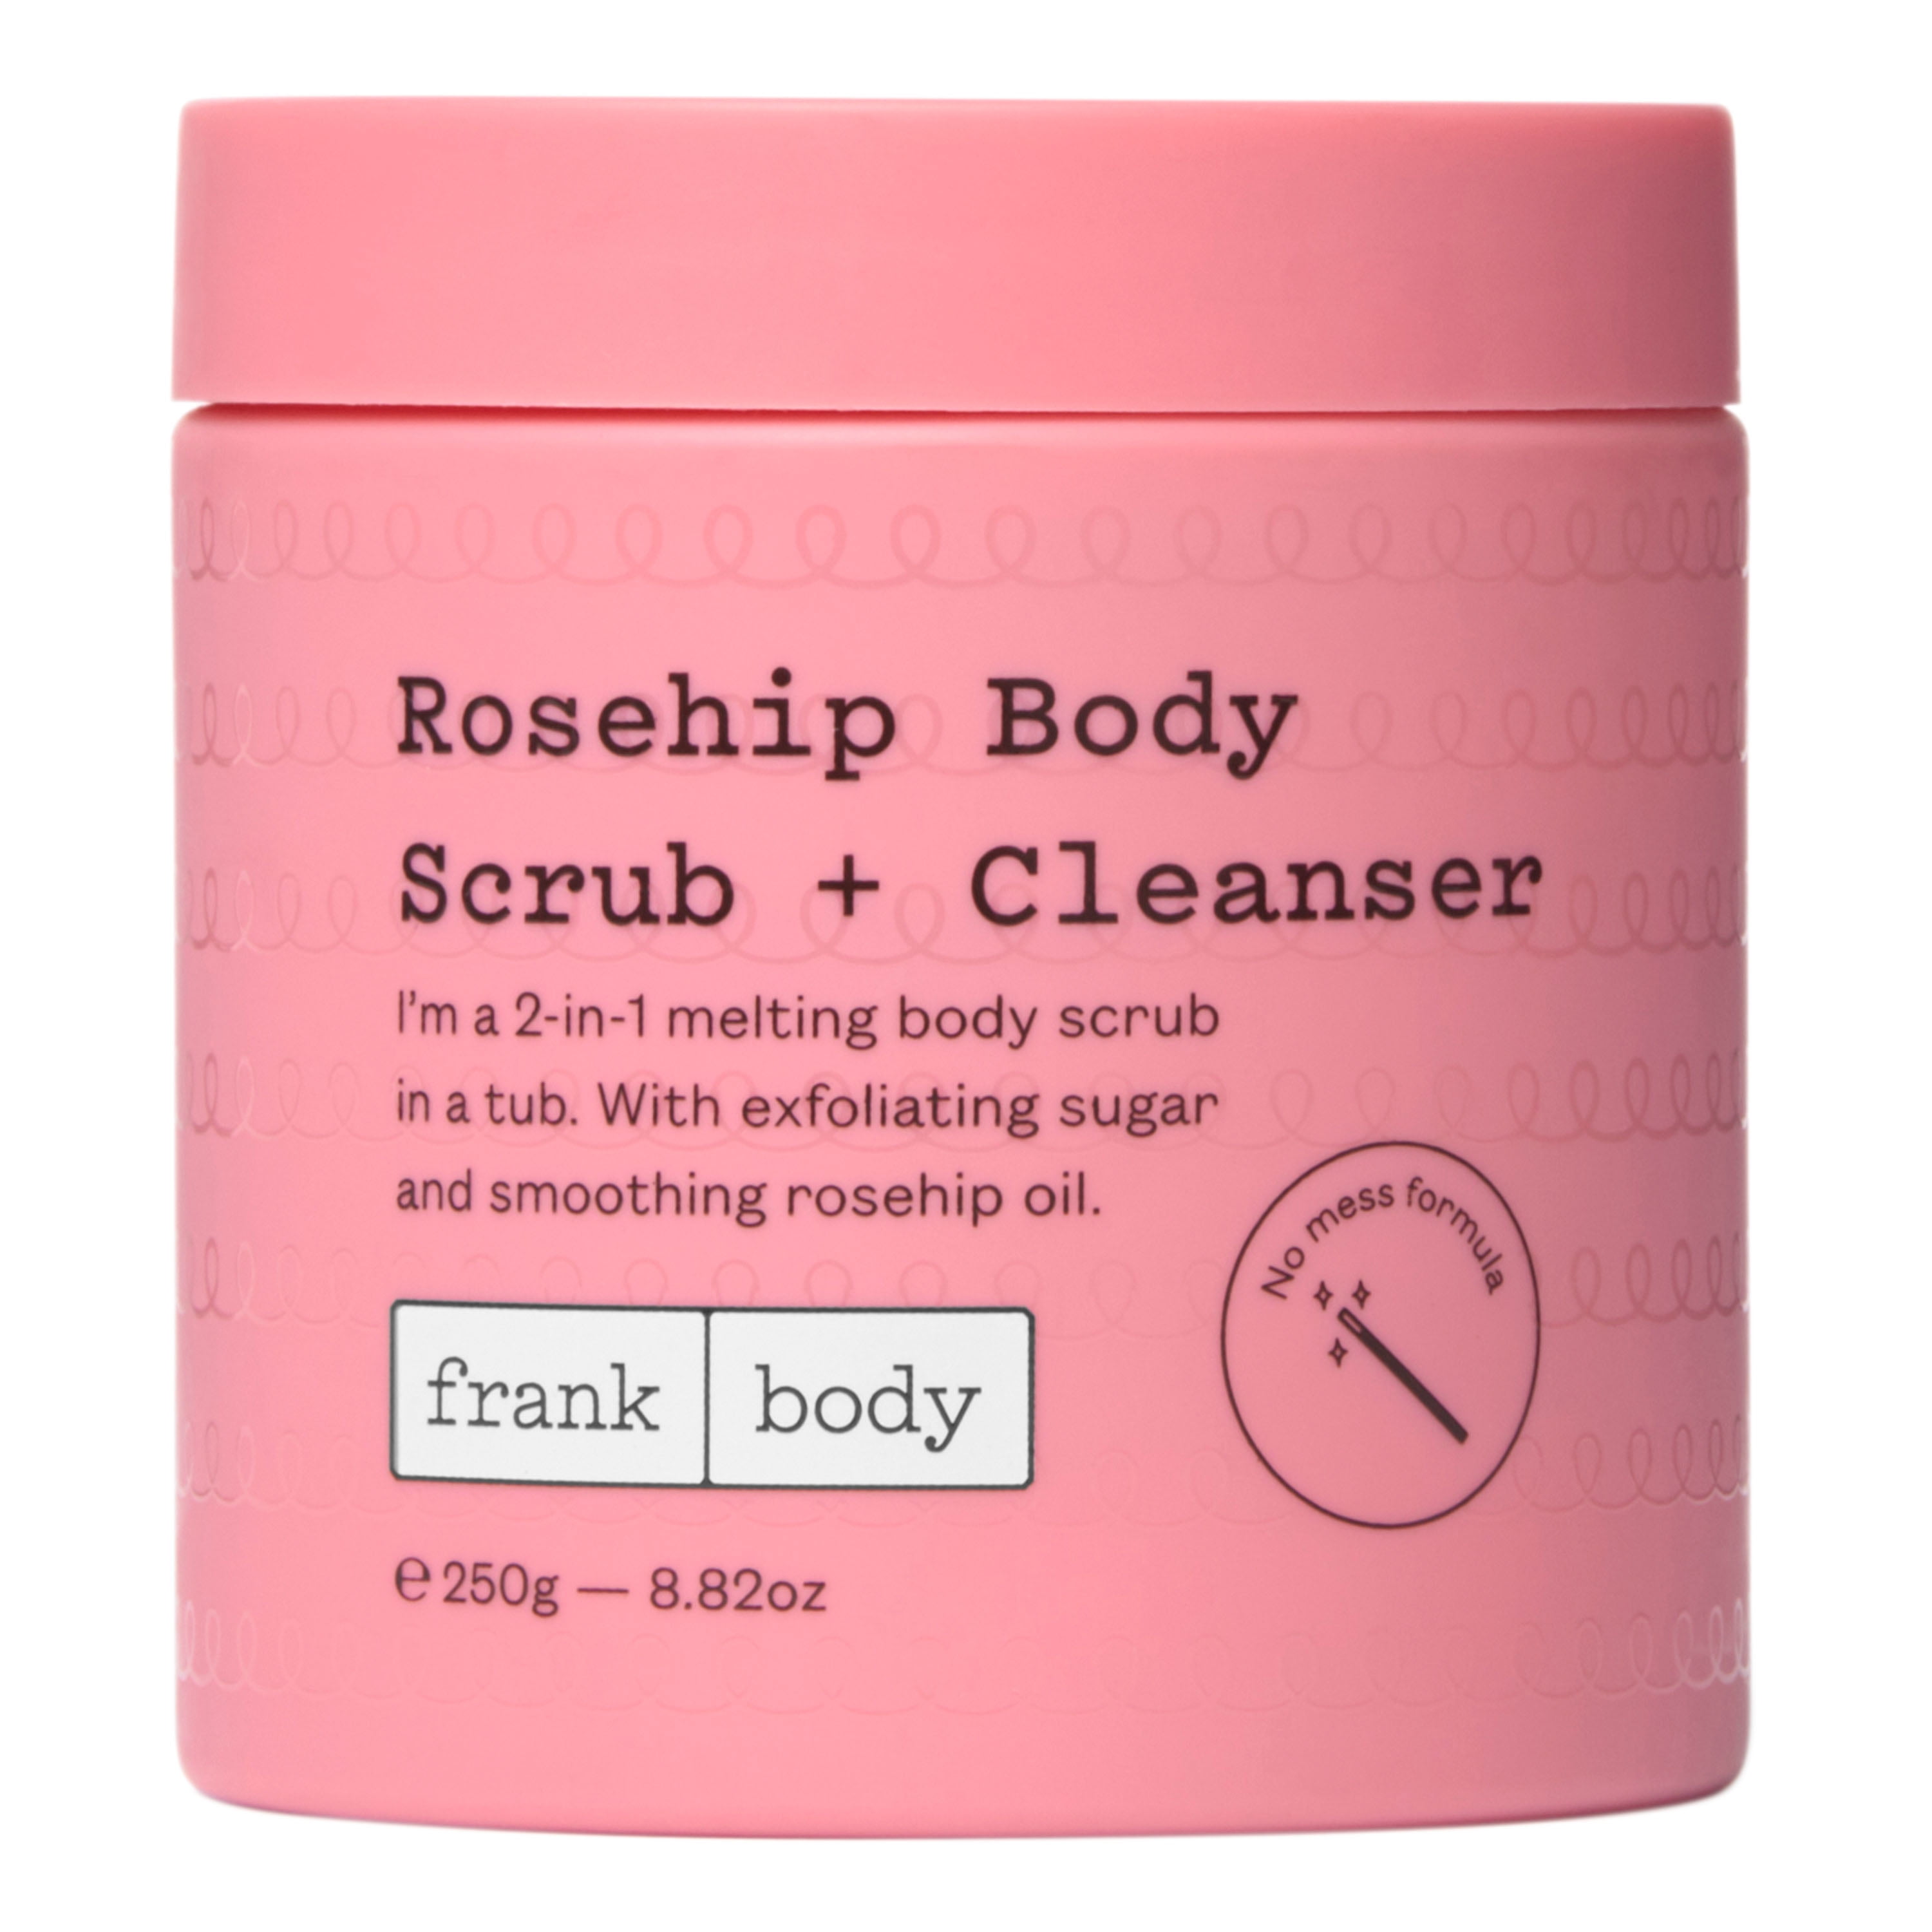 Rosehip Body
Scrub + Cleanser
I'm a 2-in-1 melting body scrub
in a tub. With exfoliating sugar
and smoothing rosehip oil.
No mess formula
frank body
℮250g — 8.82oz